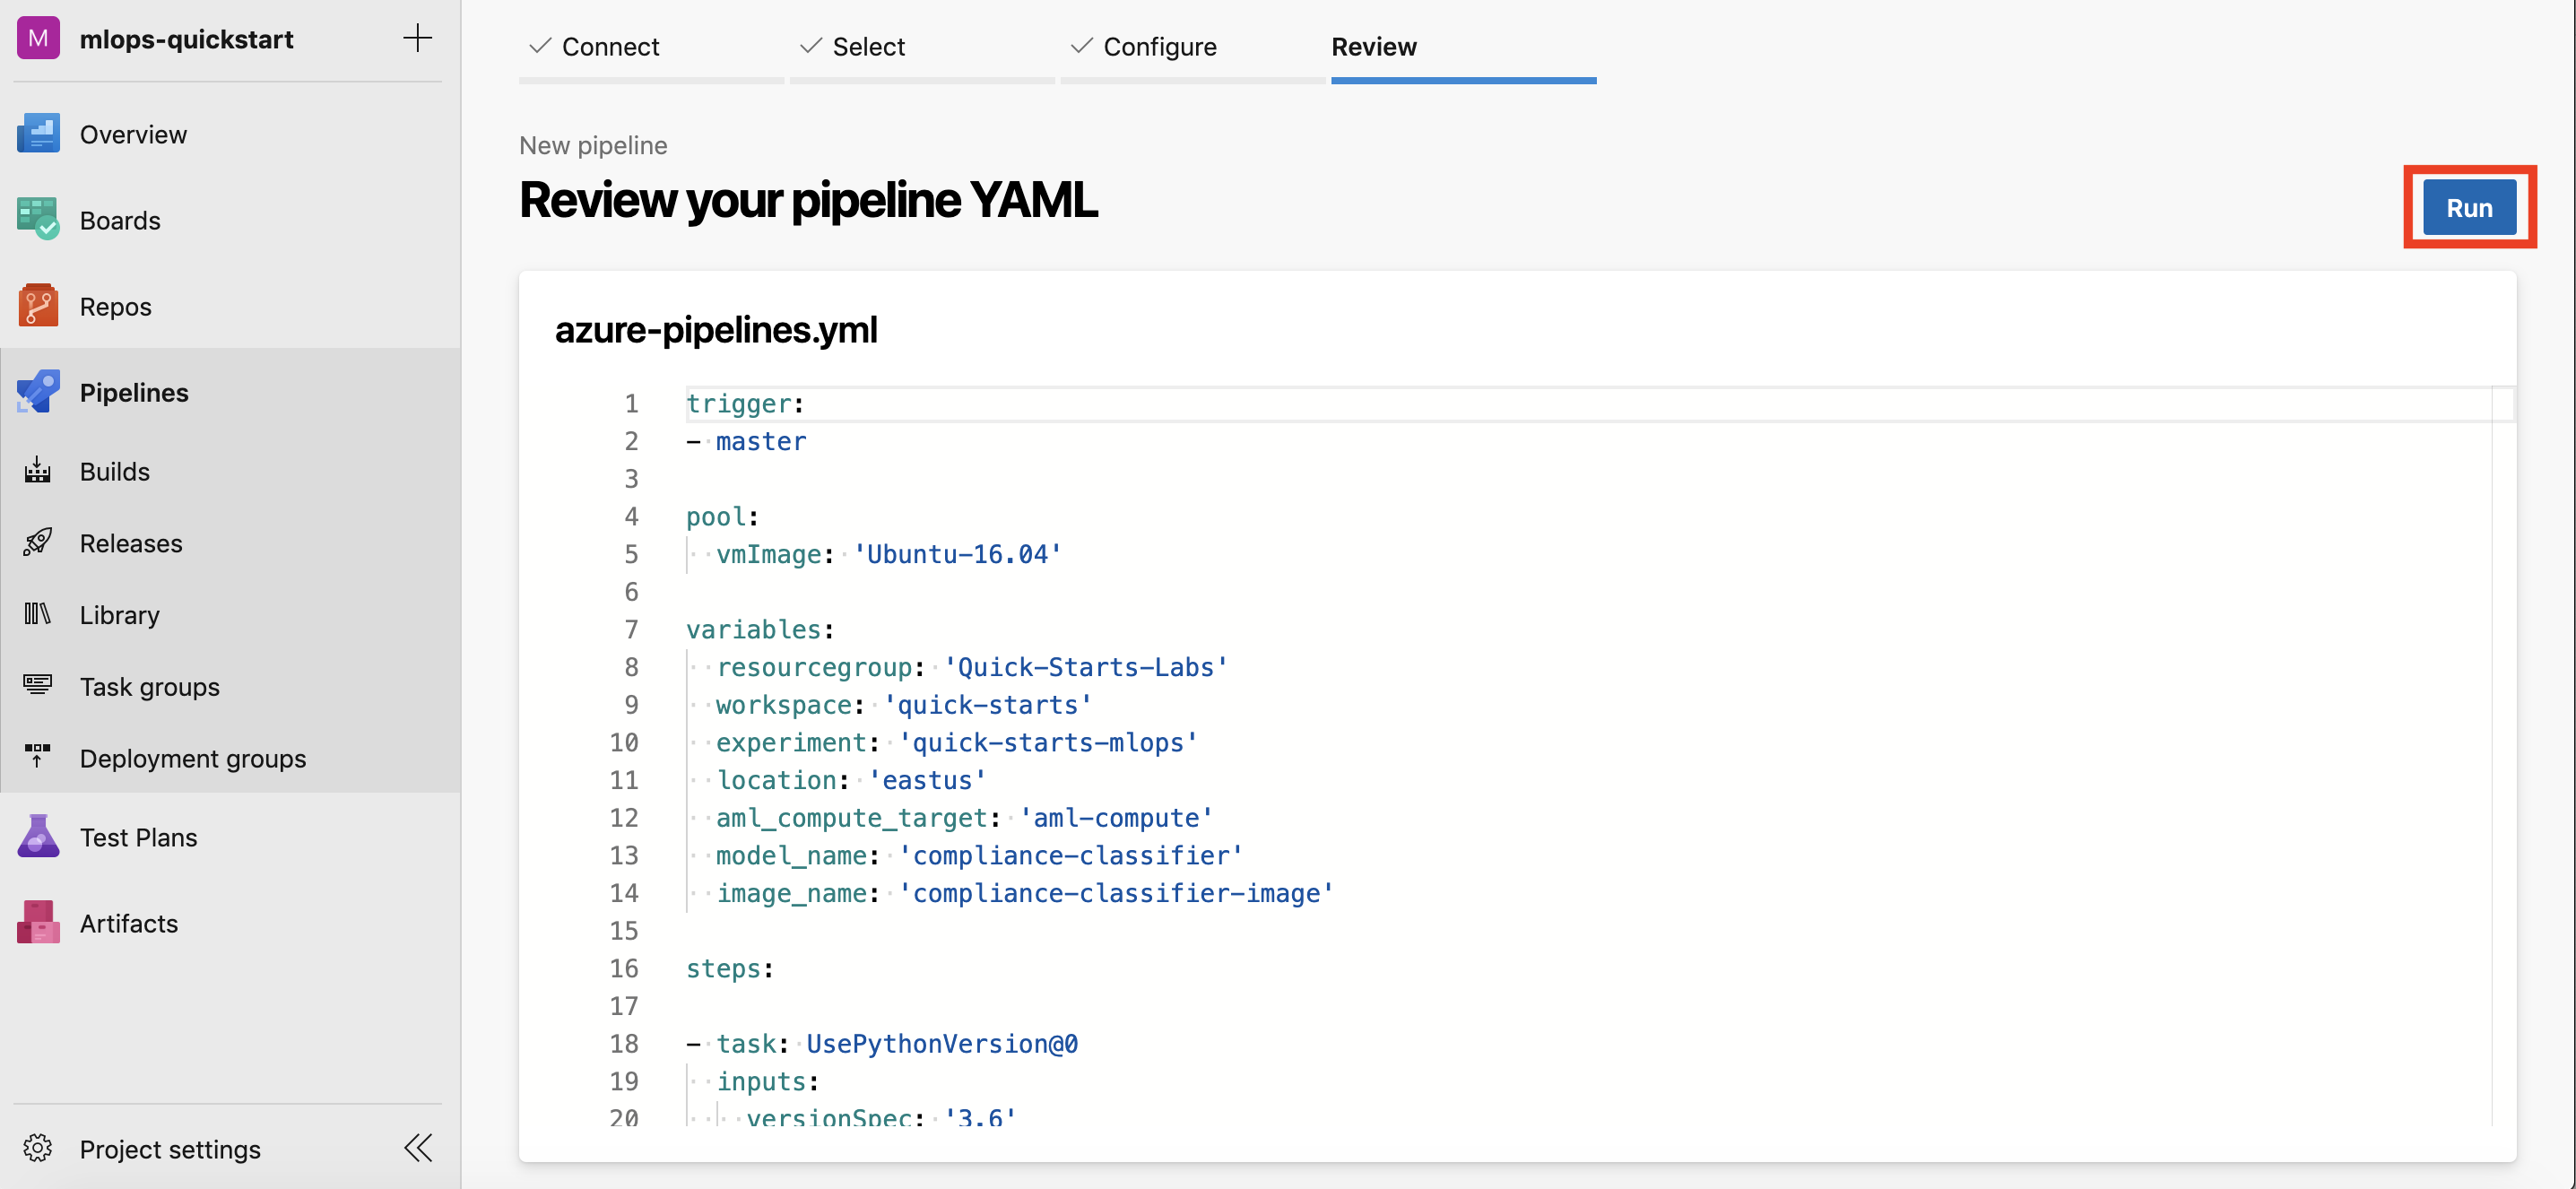 M
mlops-quickstart
Overview
Boards
Repos
Pipelines
Builds
Releases
Library
Task groups
Deployment groups
Test Plans
Artifacts
Project settings
Connect
Select
Configure
Review
New pipeline
Review your pipeline YAML
Run
azure-pipelines.yml
1 trigger:
2 - master
3
4 pool:
5   vmImage: 'Ubuntu-16.04'
6
7 variables:
8   resourcegroup: 'Quick-Starts-Labs'
9   workspace: 'quick-starts'
10   experiment: 'quick-starts-mlops'
11   location: 'eastus'
12   aml_compute_target: 'aml-compute'
13   model_name: 'compliance-classifier'
14   image_name: 'compliance-classifier-image'
15
16 steps:
17
18 - task: UsePythonVersion@0
19   inputs:
20     versionSpec: '3.6'